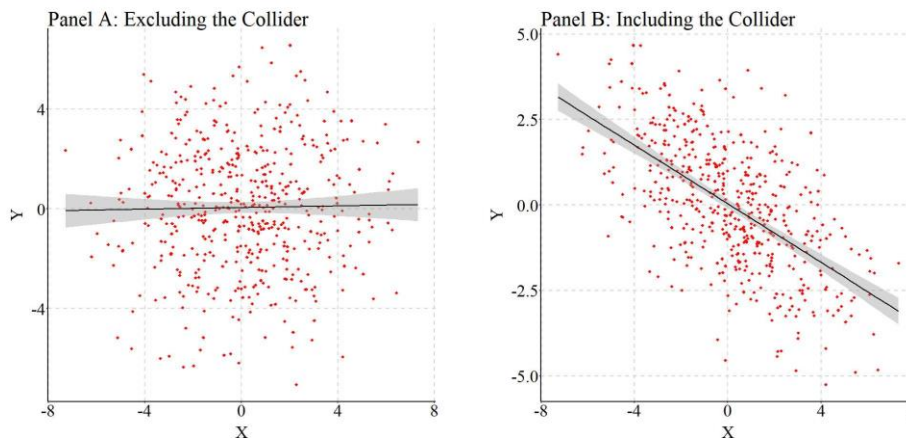 Panel A: Excluding the Collider
4
0
-4
Y
-8
-4
0
4
8
X
Panel B: Including the Collider
5.0
2.5
0.0
-2.5
-5.0
Y
-8
-4
0
4
X